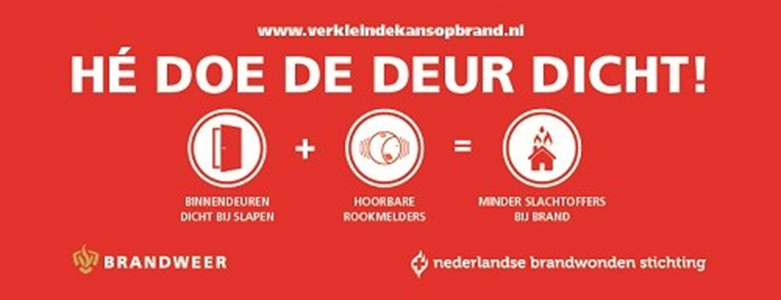 www.verkleindekansopbrand.nl
HÉ DOE DE DEUR DICHT!
BINNENDEUREN
DICHT BIJ SLAPEN
+
HOORBARE
ROOKMELDERS
=
MINDER SLACHTOFFERS
BIJ BRAND
BRANDWEER
nederlandse brandwonden stichting